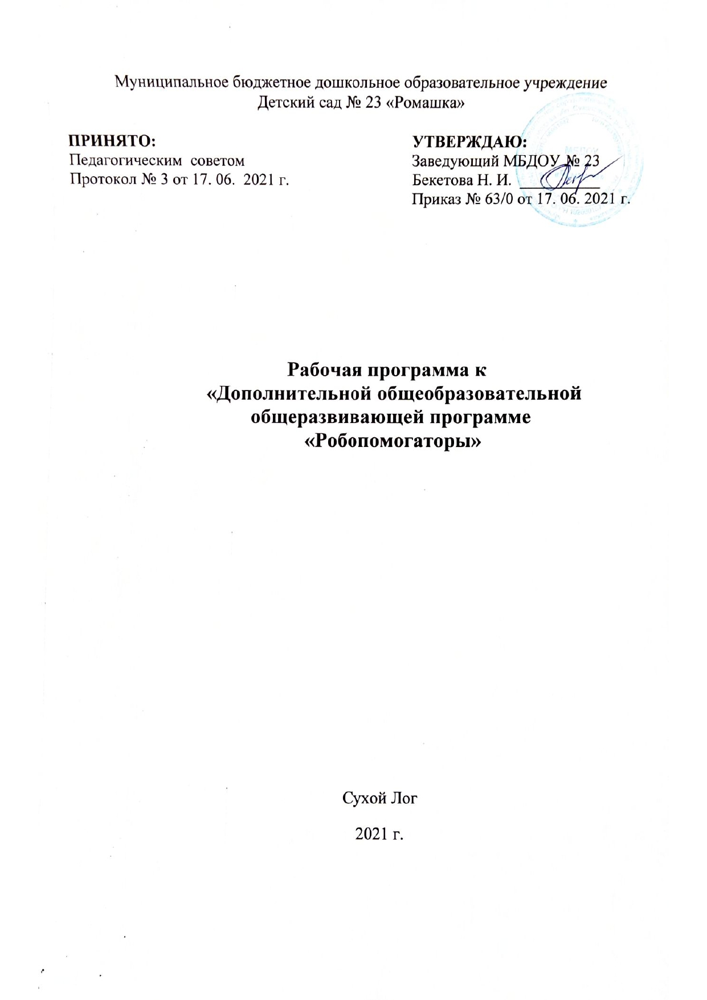 Муниципальное бюджетное дошкольное образовательное учреждение
Детский сад № 23 «Ромашка»
ПРИНЯТО:
Педагогическим советом
Протокол № 3 от 17. 06. 2021 г.
УТВЕРЖДАЮ:
Заведующий МБДОУ № 23
Бекетова Н. И.
Приказ № 63/0 от 17. 06. 2021 г.
МБДОУ
Рабочая программа к
«Дополнительной общеобразовательной
общеразвивающей программе
«Робопомогаторы»
Сухой Лог
2021 г.